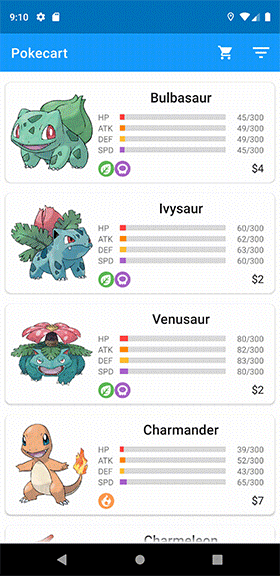 9:10
Pokecart
Bulbasaur
HP 45/300
ATK 49/300
DEF 49/300
SPD 45/300
$4
Ivysaur
HP 60/300
ATK 62/300
DEF 63/300
SPD 60/300
$2
Venusaur
HP 80/300
ATK 82/300
DEF 83/300
SPD 80/300
$2
Charmander
HP 39/300
ATK 52/300
DEF 43/300
SPD 65/300
$7
Charmeleon